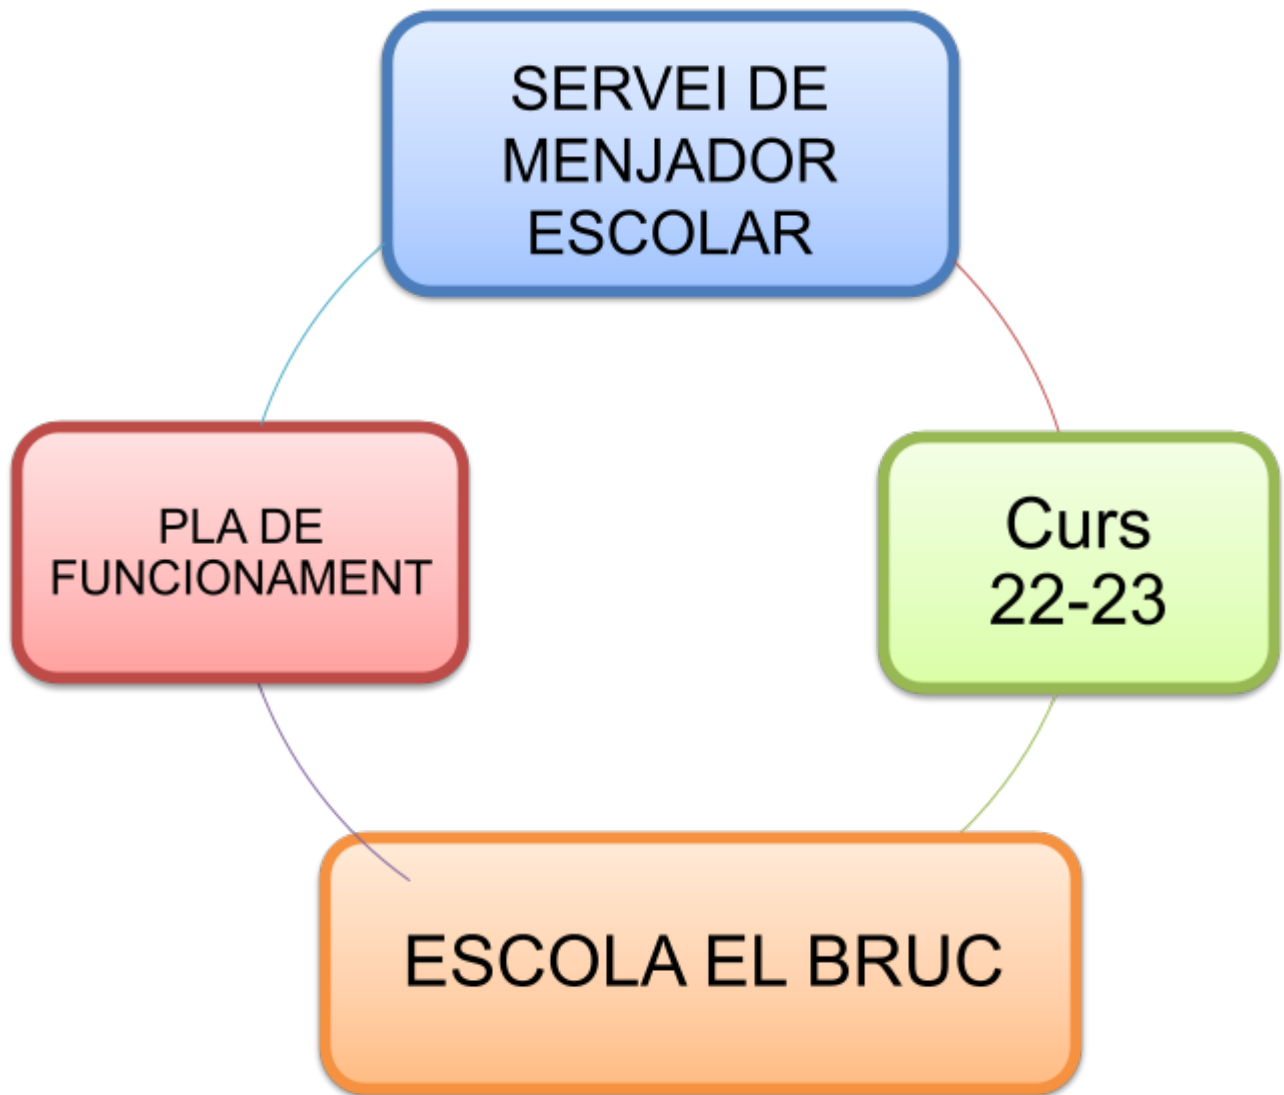 SERVEI DE
MENJADOR
ESCOLAR
PLA DE
FUNCIONAMENT
Curs
22-23
ESCOLA EL BRUC